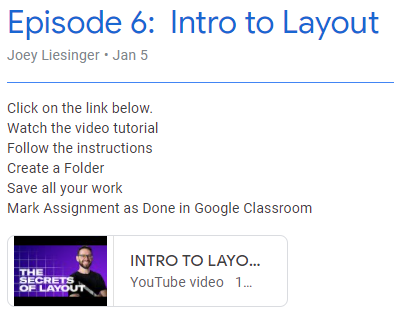 Episode 6:  Intro to Layout
Joey Liesinger • Jan 5
Click on the link below.
Watch the video tutorial
Follow the instructions
Create a Folder
Save all your work
Mark Assignment as Done in Google Classroom
THE
SECRETS
OF LAYOUT
INTRO TO LAYO...
YouTube video   1...